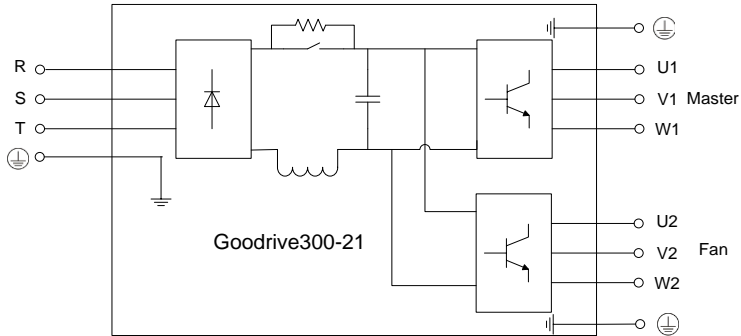 R
S
T
U1
V1 Master
W1
Goodrive300-21
U2
V2 Fan
W2